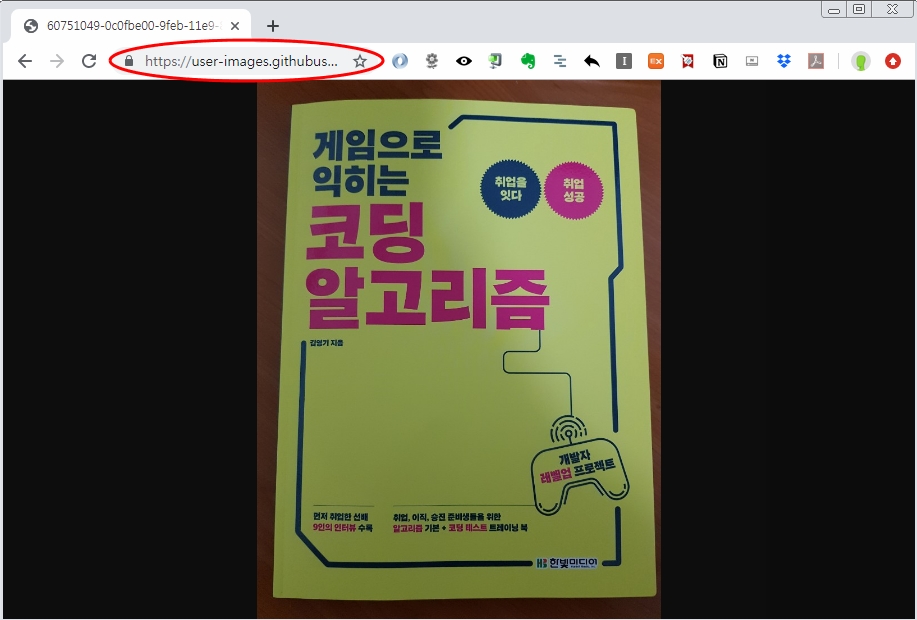 60751049-0c0fbe00-9feb-11e9-
https://user-images.githubus...
게임으로
익히는
코딩
알고리즘
취업을
잇다
취업
성공
김영기 지음
개발자
레벨업 프로젝트
먼저 취업한 선배
9인의 인터뷰 수록
취업, 이직, 승진 준비생들을 위한
알고리즘 기본 + 코딩 테스트 트레이닝 북
한빛미디어